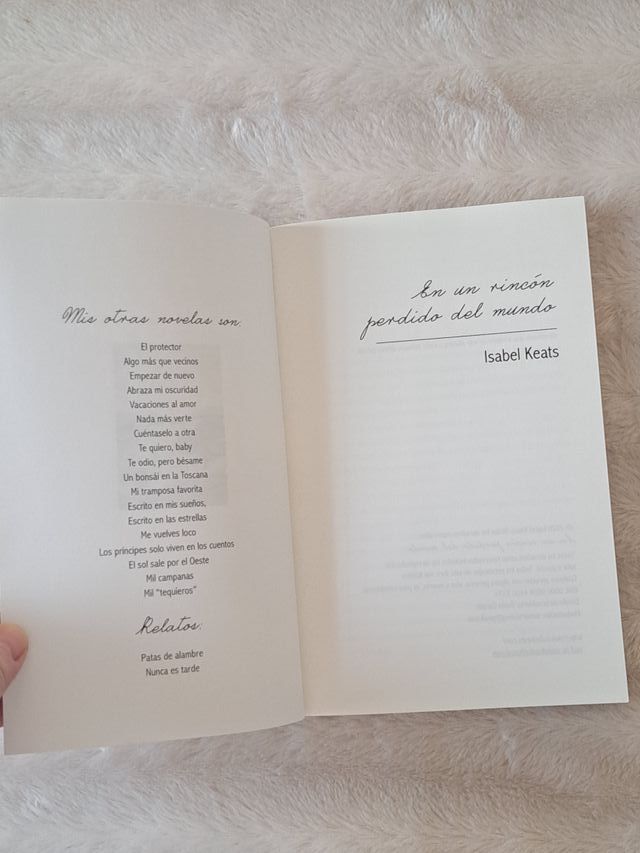 Mis otras novelas son:
El protector
Algo más que vecinos
Empezar de nuevo
Abraza mi oscuridad
Vacaciones al amor
Nada más verte
Cuéntaselo a otra
Te quiero, baby
Te odio, pero bésame
Un bonsái en la Toscana
Mi tramposa favorita
Escrito en mis sueños,
Escrito en las estrellas
Me vuelves loco
Los príncipes solo viven en los cuentos
El sol sale por el Oeste
Mil campanas
Mil "tequieros"
Relatos:
Patas de alambre
Nunca es tarde
En un rincón
perdido del mundo
Isabel Keats